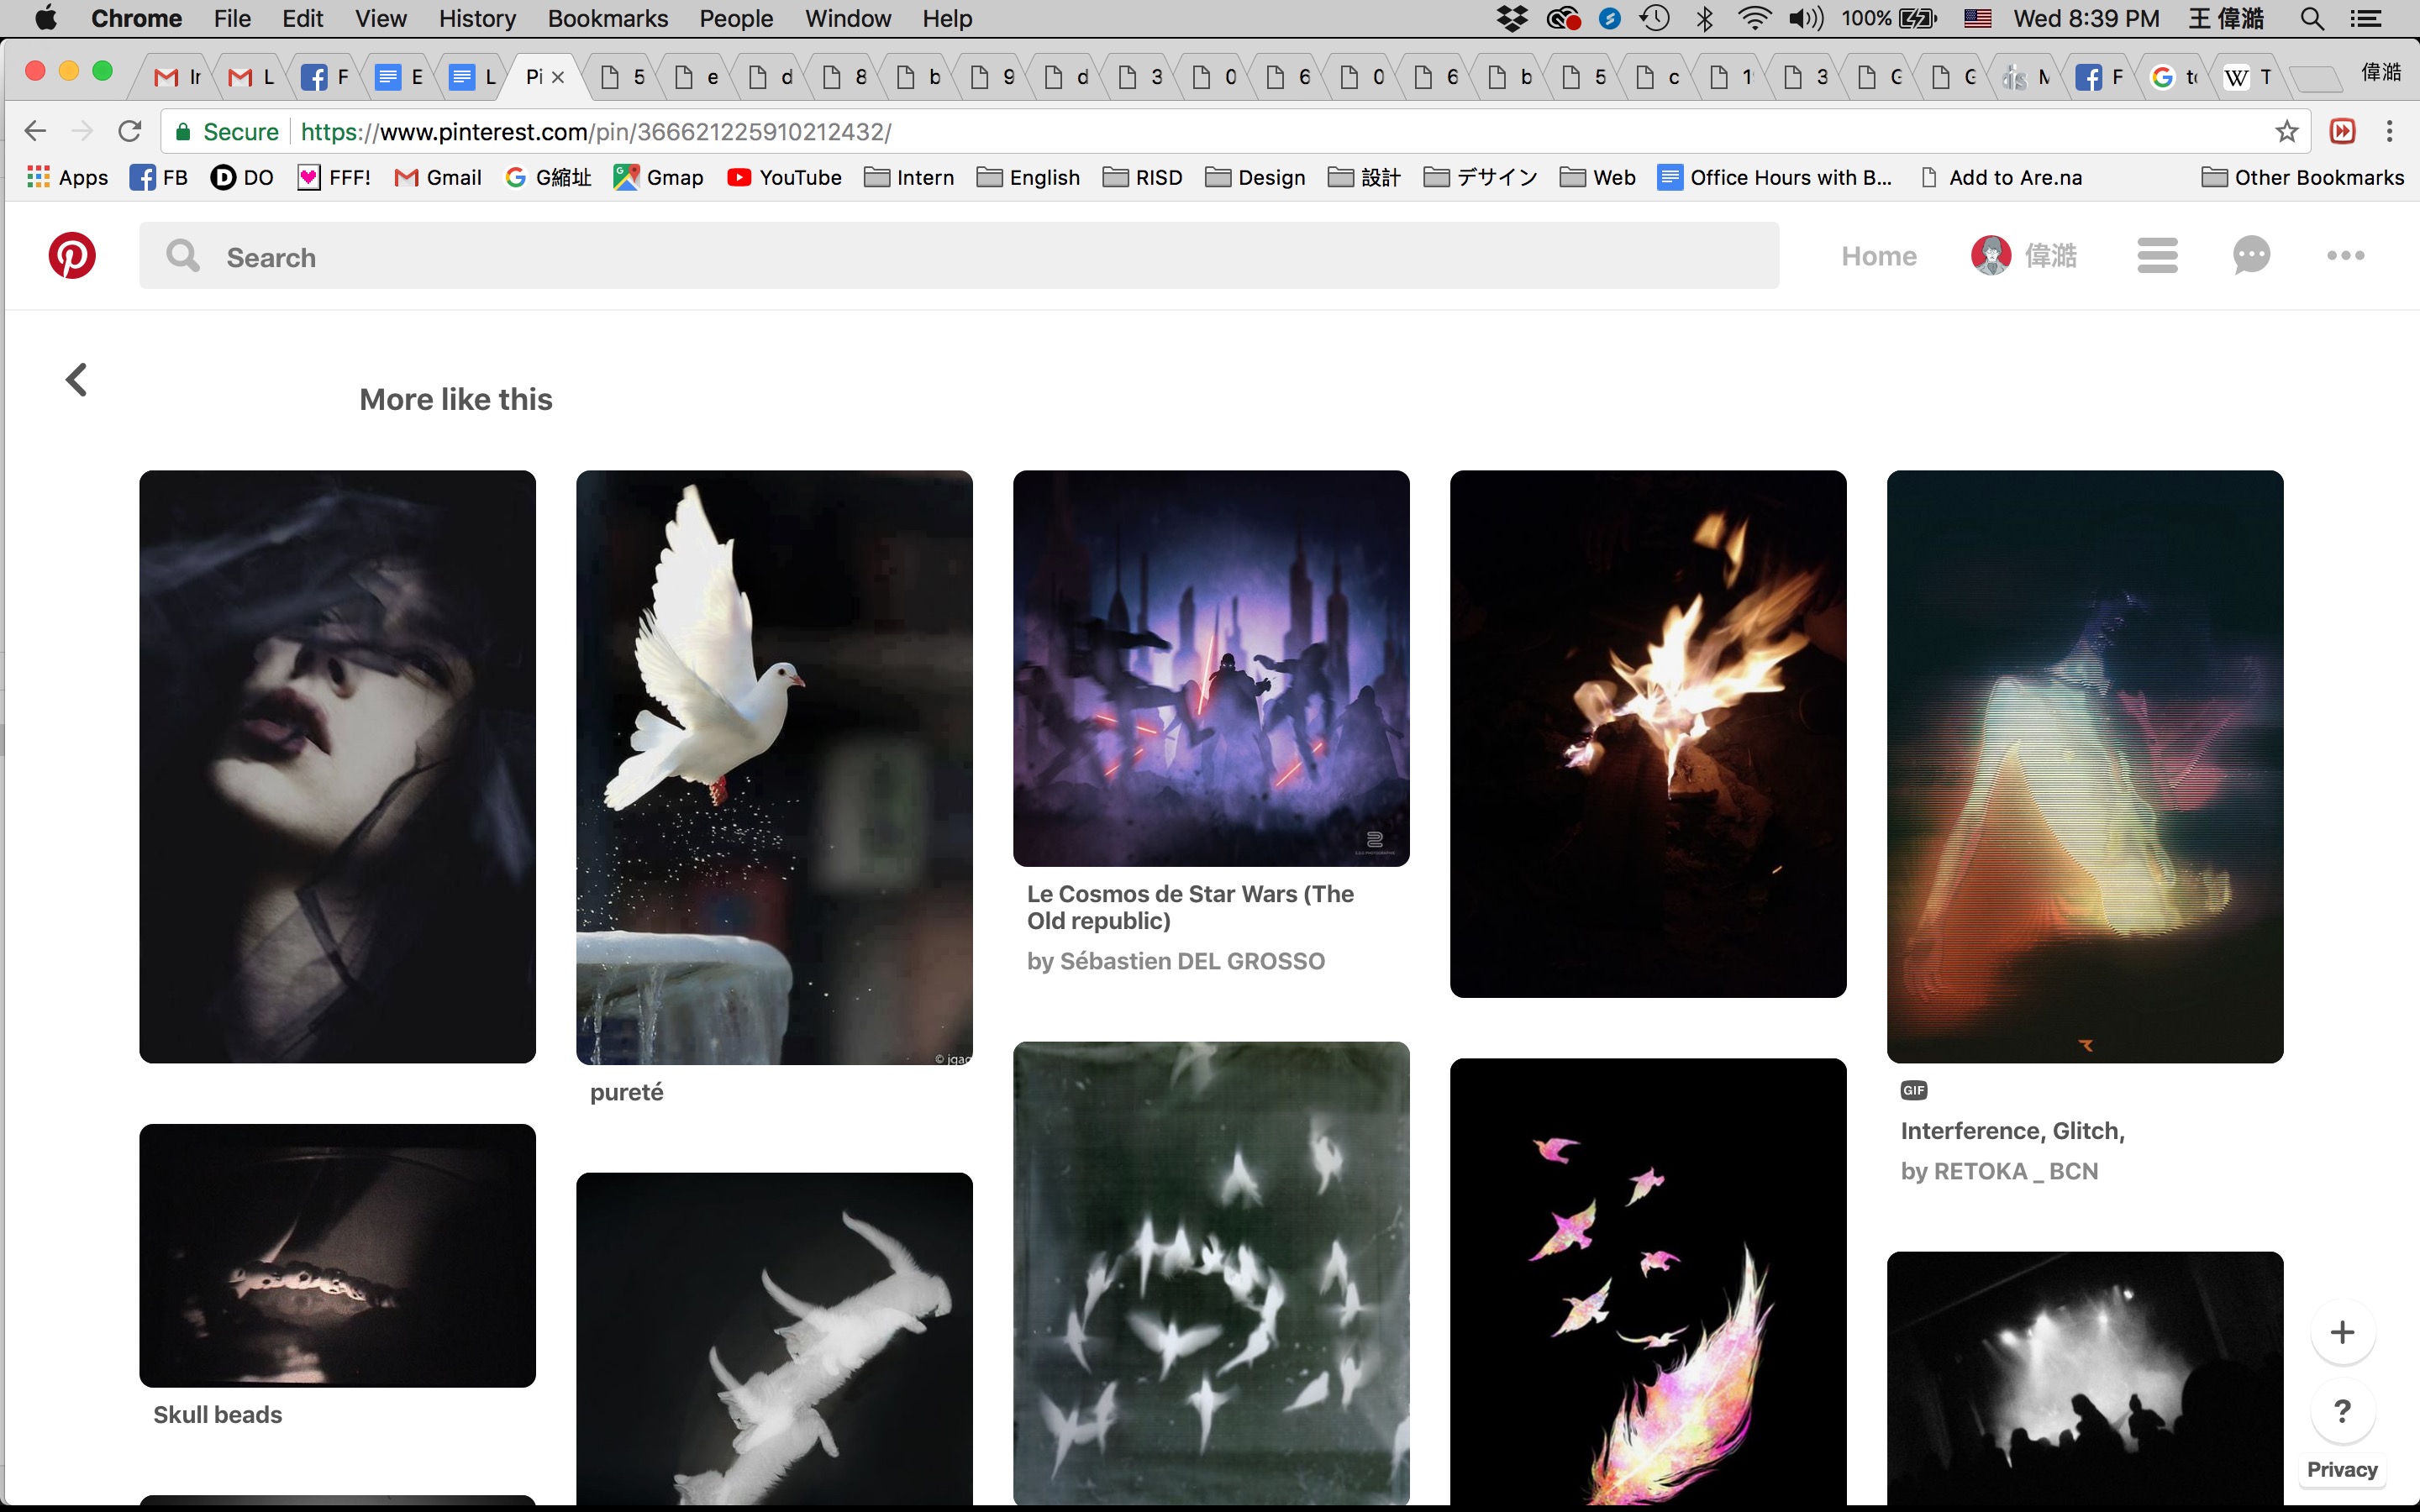 Chrome File Edit View History Bookmarks People Window Help 100% Wed 8:39 PM 王 偉澔
Ir L F E L Pi 5 e d 8 b 9 d 3 0 6 0 6 b 5 c 1 3 G G M F to T 偉澔
Secure https://www.pinterest.com/pin/366621225910212432/
Apps FB DO FFF! Gmail G縮址 Gmap YouTube Intern English RISD Design 設計 デサイン Web Office Hours with B... Add to Are.na Other Bookmarks
Search Home 偉澔
More like this
Le Cosmos de Star Wars (The
Old republic)
by Sébastien DEL GROSSO
pureté
GIF
Interference, Glitch,
by RETOKA _ BCN
Skull beads
+
?
Privacy